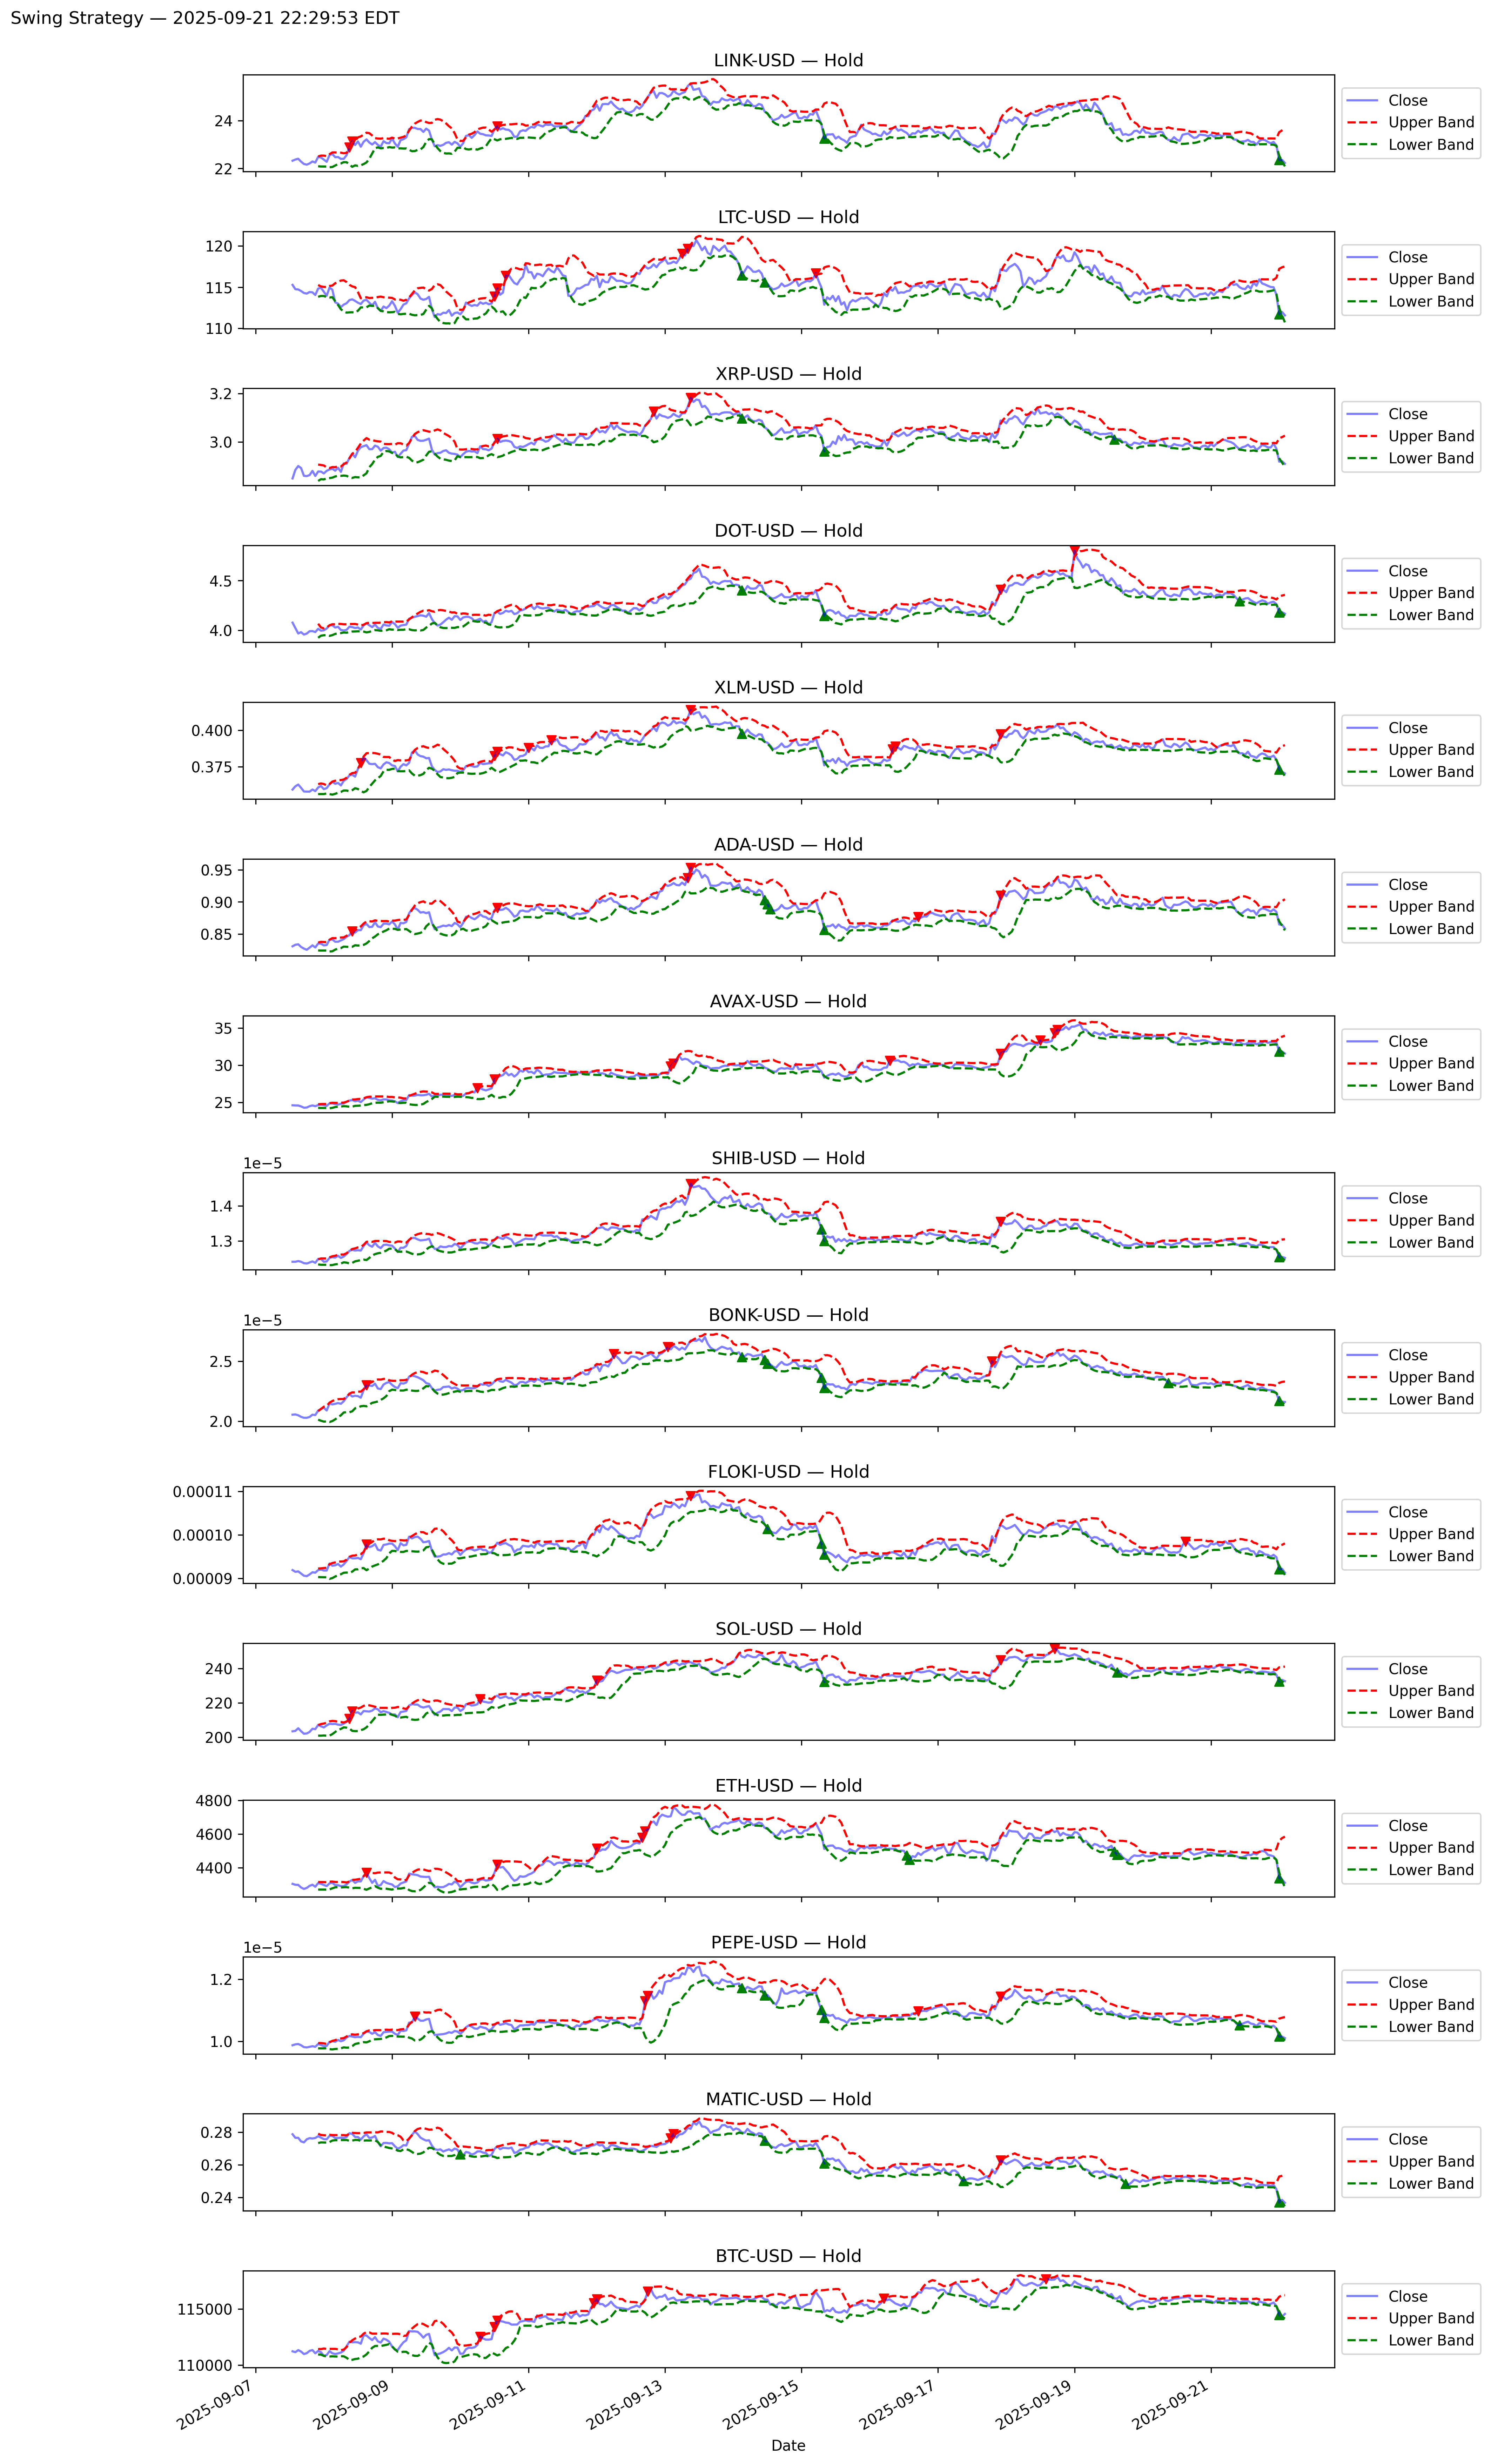 Swing Strategy — 2025-09-21 22:29:53 EDT
LINK-USD — Hold
24
22
Close
Upper Band
Lower Band
LTC-USD — Hold
120
115
110
Close
Upper Band
Lower Band
XRP-USD — Hold
3.2
3.0
Close
Upper Band
Lower Band
DOT-USD — Hold
4.5
4.0
Close
Upper Band
Lower Band
XLM-USD — Hold
0.400
0.375
Close
Upper Band
Lower Band
ADA-USD — Hold
0.95
0.90
0.85
Close
Upper Band
Lower Band
AVAX-USD — Hold
35
30
25
Close
Upper Band
Lower Band
SHIB-USD — Hold
1e−5
1.4
1.3
Close
Upper Band
Lower Band
BONK-USD — Hold
1e−5
2.5
2.0
Close
Upper Band
Lower Band
FLOKI-USD — Hold
0.00011
0.00010
0.00009
Close
Upper Band
Lower Band
SOL-USD — Hold
240
220
200
Close
Upper Band
Lower Band
ETH-USD — Hold
4800
4600
4400
Close
Upper Band
Lower Band
PEPE-USD — Hold
1e−5
1.2
1.0
Close
Upper Band
Lower Band
MATIC-USD — Hold
0.28
0.26
0.24
Close
Upper Band
Lower Band
BTC-USD — Hold
115000
110000
Close
Upper Band
Lower Band
2025-09-07
2025-09-09
2025-09-11
2025-09-13
2025-09-15
2025-09-17
2025-09-19
2025-09-21
Date